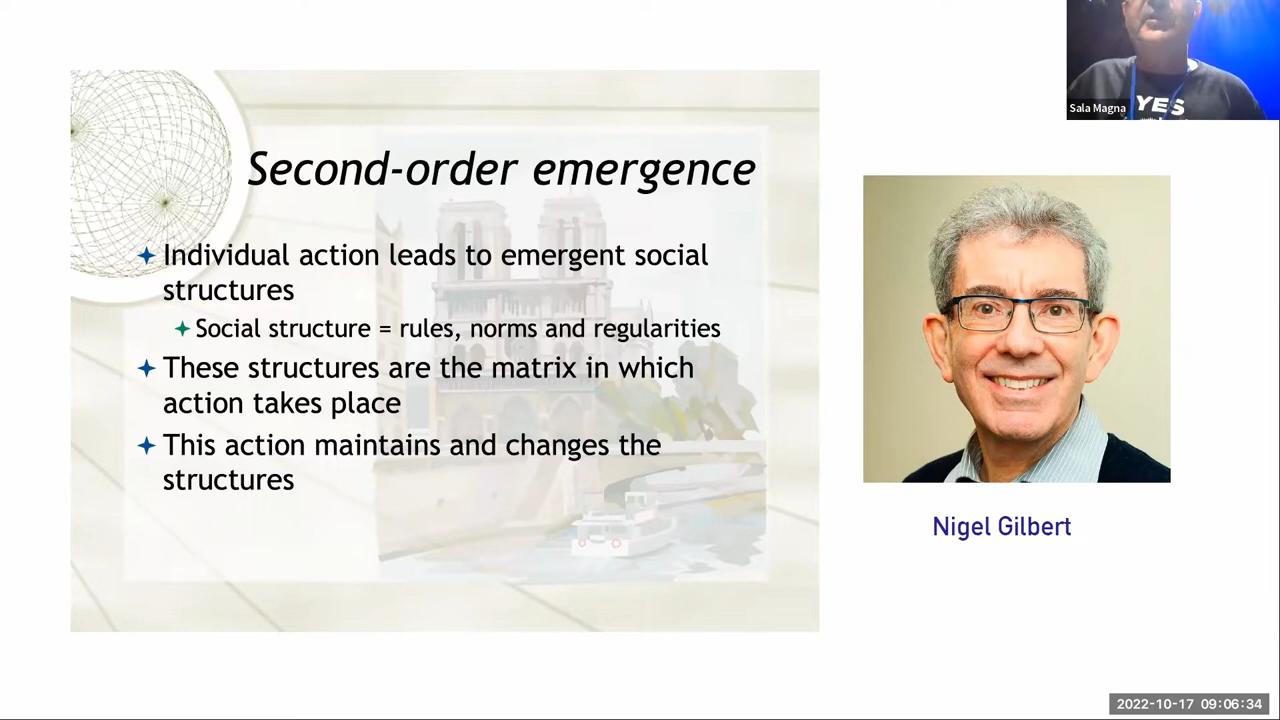 Second-order emergence
Individual action leads to emergent social
structures
Social structure = rules, norms and regularities
These structures are the matrix in which
action takes place
This action maintains and changes the
structures
Sala Magna
YES
Nigel Gilbert
2022-10-17 09:06:34